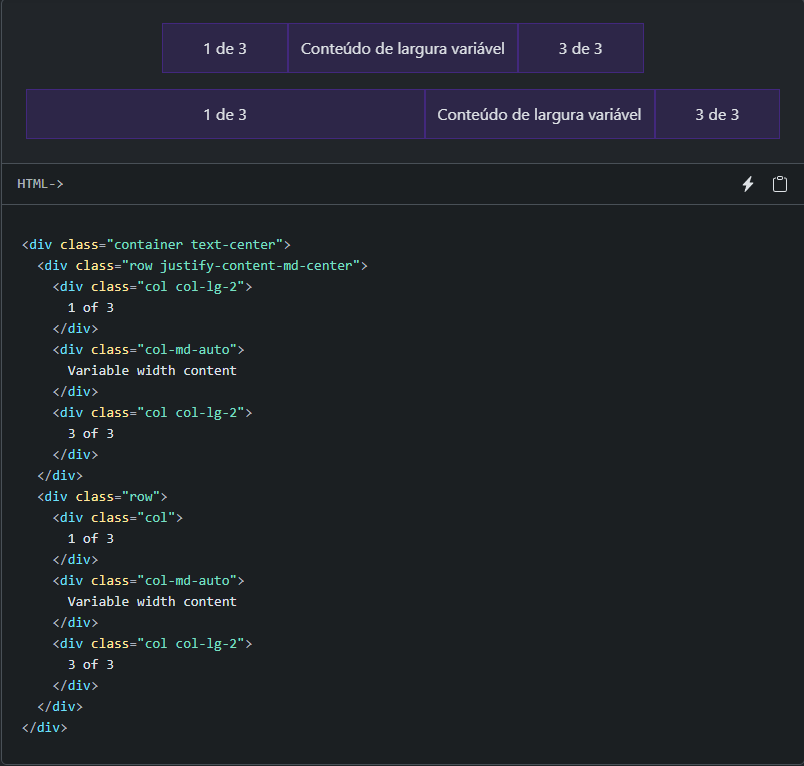 1 de 3 Conteúdo de largura variável 3 de 3
1 de 3 Conteúdo de largura variável 3 de 3
HTML->
<div class="container text-center">
  <div class="row justify-content-md-center">
    <div class="col col-lg-2">
      1 of 3
    </div>
    <div class="col-md-auto">
      Variable width content
    </div>
    <div class="col col-lg-2">
      3 of 3
    </div>
  </div>
  <div class="row">
    <div class="col">
      1 of 3
    </div>
    <div class="col-md-auto">
      Variable width content
    </div>
    <div class="col col-lg-2">
      3 of 3
    </div>
  </div>
</div>